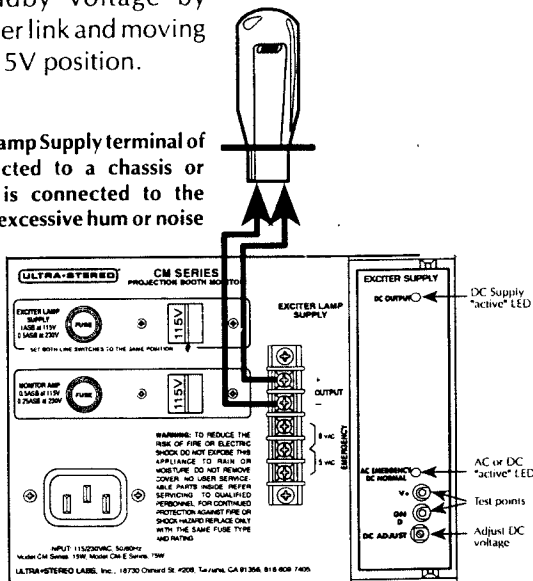 dby voltage by
er link and moving
5V position.
amp Supply terminal of
cted to a chassis or
is connected to the
excessive hum or noise
ULTRA★STEREO
CM SERIES
PROJECTION BOOTH MONITOR
EXCITER LAMP
SUPPLY
1ASB at 115V
0.5ASB at 230V
FUSE
115V
SET BOTH LINE SWITCHES TO THE SAME POSITION
MONITOR AMP
0.5ASB at 115V
0.25ASB at 230V
FUSE
115V
EXCITER LAMP
SUPPLY
+
OUTPUT
–
8 VAC
5 VAC
EMERGENCY
WARNING: TO REDUCE THE
RISK OF FIRE OR ELECTRIC
SHOCK DO NOT EXPOSE THIS
APPLIANCE TO RAIN OR
MOISTURE DO NOT REMOVE
COVER NO USER SERVICE-
ABLE PARTS INSIDE REFER
SERVICING TO QUALIFIED
PERSONNEL FOR CONTINUED
PROTECTION AGAINST FIRE OR
SHOCK HAZARD REPLACE ONLY
WITH THE SAME FUSE TYPE
AND RATING
INPUT: 115/230VAC, 50/60Hz
Model CM Series, 15W, Model CM E Series, 75W
ULTRA★STEREO LABS, Inc., 18730 Oxnard St. #208, Tarzana, CA 91356, 818 609 7405
EXCITER SUPPLY
DC OUTPUT
AC EMERGENCY
DC NORMAL
V+
GN
D
DC ADJUST
DC Supply
"active" LED
AC or DC
"active" LED
Test points
Adjust DC
voltage